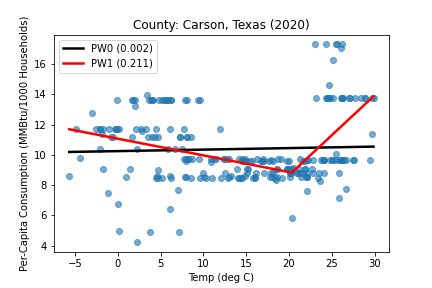 County: Carson, Texas (2020)
PW0 (0.002)
PW1 (0.211)
Per-Capita Consumption (MMBtu/1000 Households)
16
14
12
10
8
6
4
−5 0 5 10 15 20 25 30
Temp (deg C)